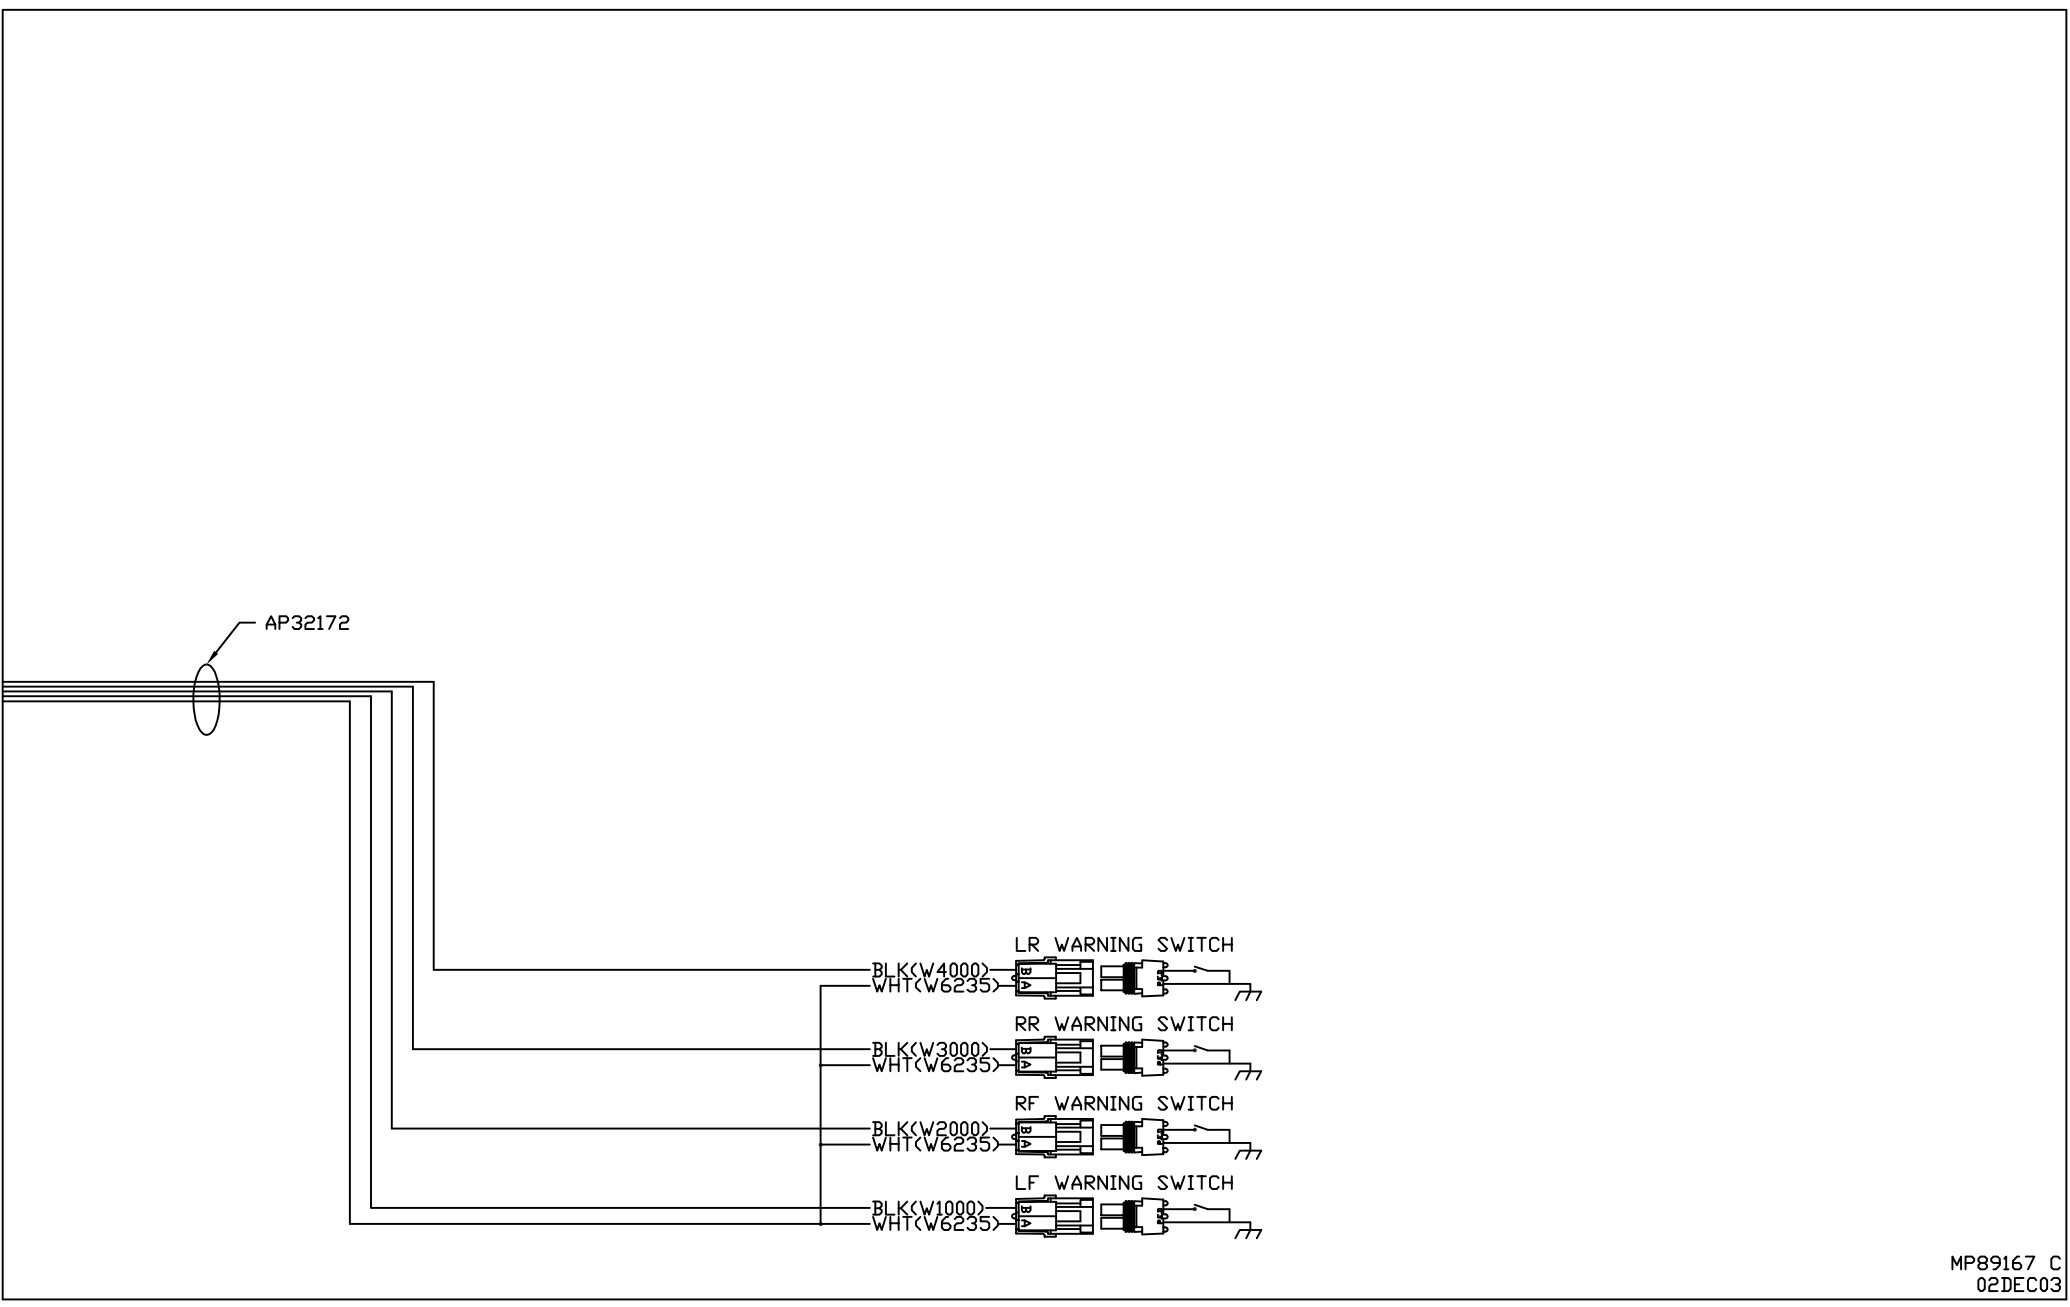 AP32172
LR WARNING SWITCH
BLK(W4000)
B
WHT(W6235)
A
RR WARNING SWITCH
BLK(W3000)
B
WHT(W6235)
A
RF WARNING SWITCH
BLK(W2000)
B
WHT(W6235)
A
LF WARNING SWITCH
BLK(W1000)
B
WHT(W6235)
A
MP89167 C
02DEC03